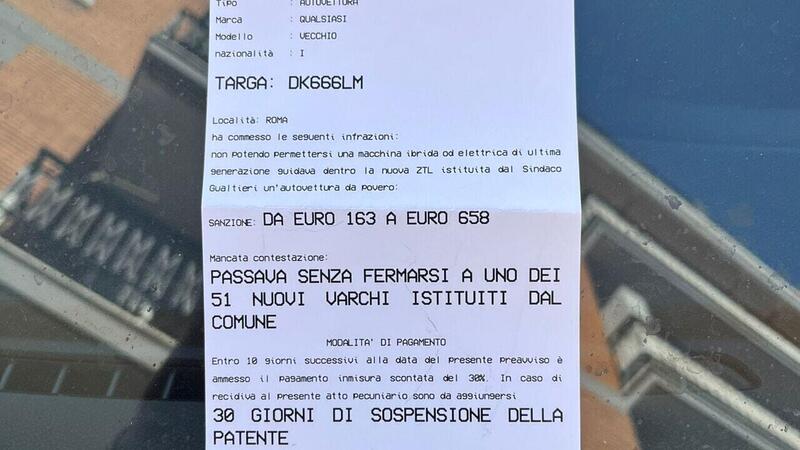 Tipo : AUTOVETTURA
Marca : QUALSIASI
Modello : VECCHIO
nazionalità : I
TARGA: DK666LM
Località: ROMA
ha commesso le seguenti infrazioni:
non potendo permettersi una macchina ibrida od elettrica di ultima
generazione guidava dentro la nuova ZTL istituita dal Sindaco
Gualtieri un'autovettura da povero:
SANZIONE: DA EURO 163 A EURO 658
Mancata contestazione:
PASSAVA SENZA FERMARSI A UNO DEI
51 NUOVI VARCHI ISTITUITI DAL
COMUNE
MODALITA' DI PAGAMENTO
Entro 10 giorni successivi alla data del presente preavviso è
ammesso il pagamento inmisura scontata del 30%. In caso di
recidiva al presente atto pecuniario sono da aggiungersi
30 GIORNI DI SOSPENSIONE DELLA
PATENTE